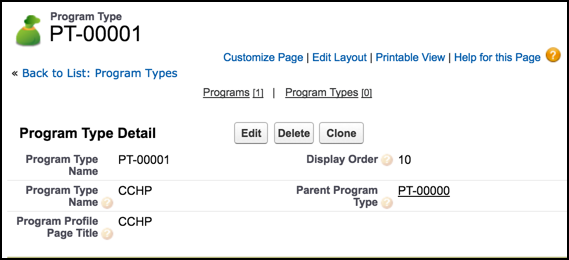 Program Type
PT-00001
Customize Page | Edit Layout | Printable View | Help for this Page ?
« Back to List: Program Types
Programs [1] | Program Types [0]
Program Type Detail Edit Delete Clone
Program Type Name PT-00001 Display Order ? 10
Program Type Name ? CCHP Parent Program Type ? PT-00000
Program Profile Page Title ? CCHP